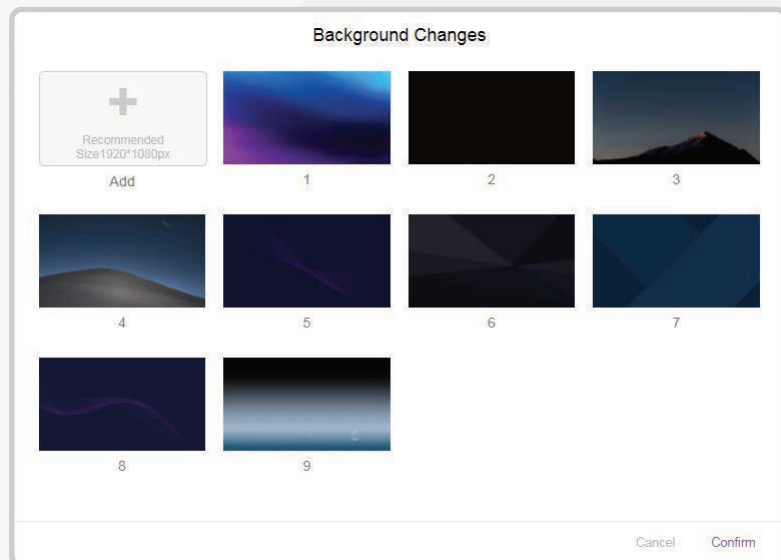 Background Changes
Recommended
Size1920*1080px
Add
1
2
3
4
5
6
7
8
9
Cancel
Confirm